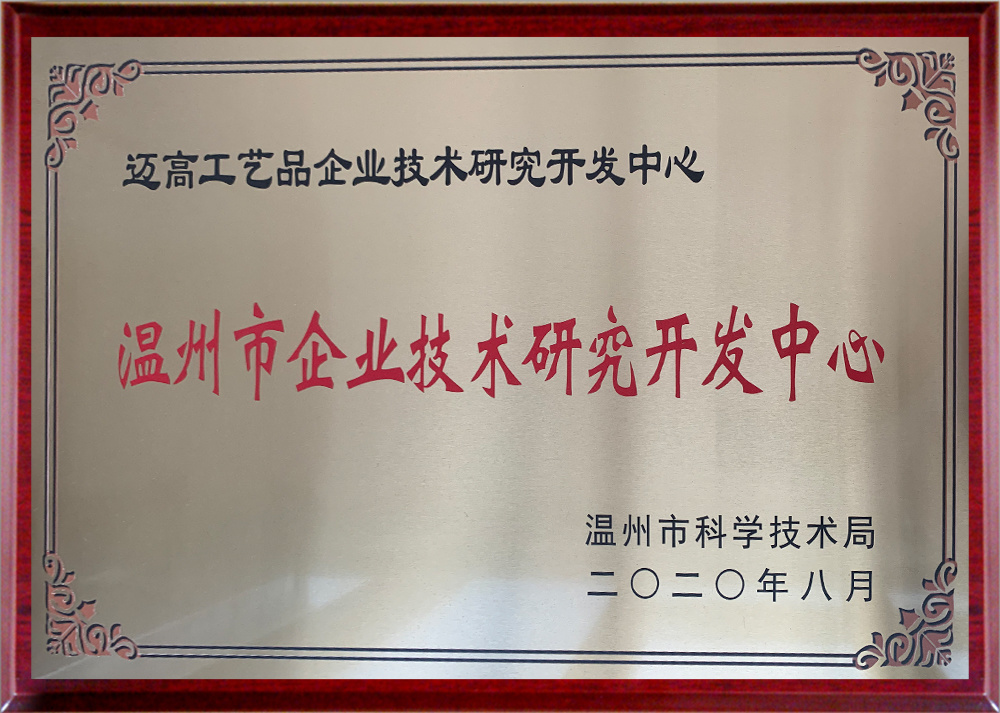 迈高工艺品企业技术研究开发中心
温州市企业技术研究开发中心
温州市科学技术局
二〇二〇年八月